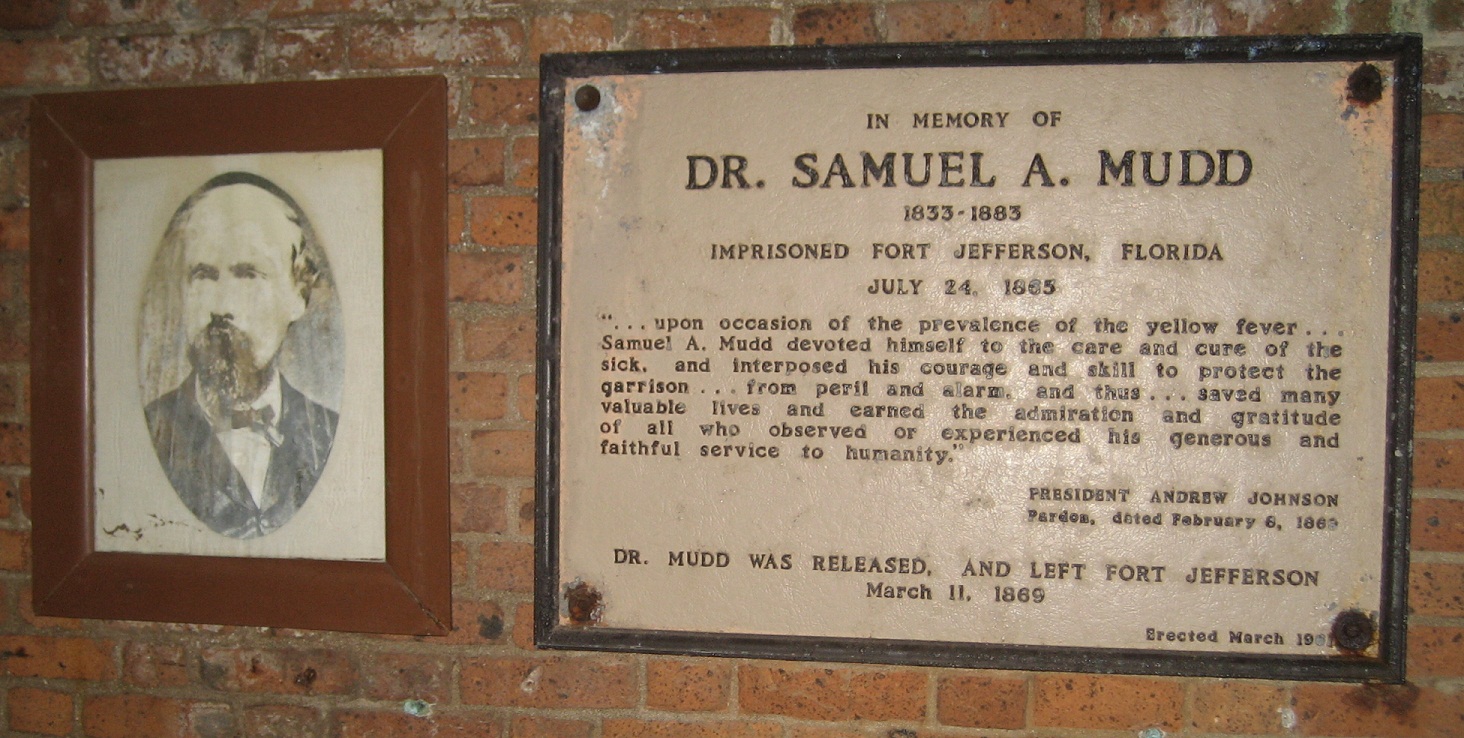 IN MEMORY OF
DR. SAMUEL A. MUDD
1833-1883
IMPRISONED FORT JEFFERSON, FLORIDA
JULY 24, 1865
"... upon occasion of the prevalence of the yellow fever ...
Samuel A. Mudd devoted himself to the care and cure of the
sick, and interposed his courage and skill to protect the
garrison ... from peril and alarm, and thus ... saved many
valuable lives and earned the admiration and gratitude
of all who observed or experienced his generous and
faithful service to humanity."
PRESIDENT ANDREW JOHNSON
Pardon, dated February 8, 1869
DR. MUDD WAS RELEASED, AND LEFT FORT JEFFERSON
March 11, 1869
Erected March